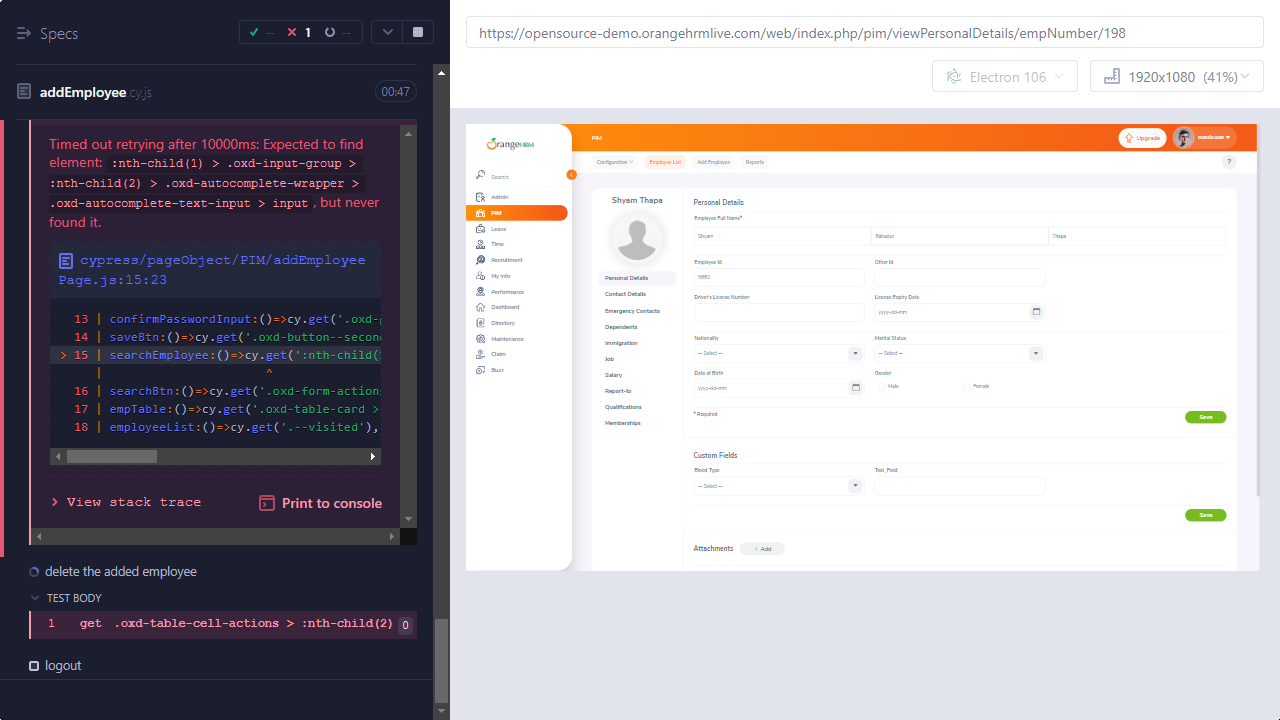 Specs
-- 1 --
addEmployee.cy.js 00:47
Timed out retrying after 10000ms: Expected to find
element: :nth-child(1) > .oxd-input-group >
:nth-child(2) > .oxd-autocomplete-wrapper >
.oxd-autocomplete-text-input > input, but never
found it.
cypress/pageObject/PIM/addEmployee
Page.js:15:23
13 | confirmPasswordInput:()=>cy.get('.oxd-
14 | saveBtn:()=>cy.get(' .oxd-button--secon
> 15 | searchEmployee:()=>cy.get(':nth-child(
| ^
16 | searchBtn:()=>cy.get('.oxd-form-action
17 | empTable:()=>cy.get('.oxd-table-card >
18 | employeeList:()=>cy.get('.--visited'),
> View stack trace
Print to console
delete the added employee
TEST BODY
1 get .oxd-table-cell-actions > :nth-child(2) 0
logout
https://opensource-demo.orangehrmlive.com/web/index.php/pim/viewPersonalDetails/empNumber/198
Electron 106
1920x1080 (41%)
OrangeHRM
PIM
Upgrade
Search
Admin
PIM
Leave
Time
Recruitment
My Info
Performance
Dashboard
Directory
Maintenance
Claim
Buzz
Configuration
Employee List
Add Employee
Reports
?
Shyam Thapa
Personal Details
Contact Details
Emergency Contacts
Dependents
Immigration
Job
Salary
Report-to
Qualifications
Memberships
Personal Details
Employee Full Name*
Shyam Bahadur Thapa
Employee Id Other Id
5882
Driver's License Number License Expiry Date
yyyy-dd-mm
Nationality Marital Status
-- Select -- -- Select --
Date of Birth Gender
yyyy-dd-mm Male Female
* Required Save
Custom Fields
Blood Type Test_Field
-- Select --
Save
Attachments + Add